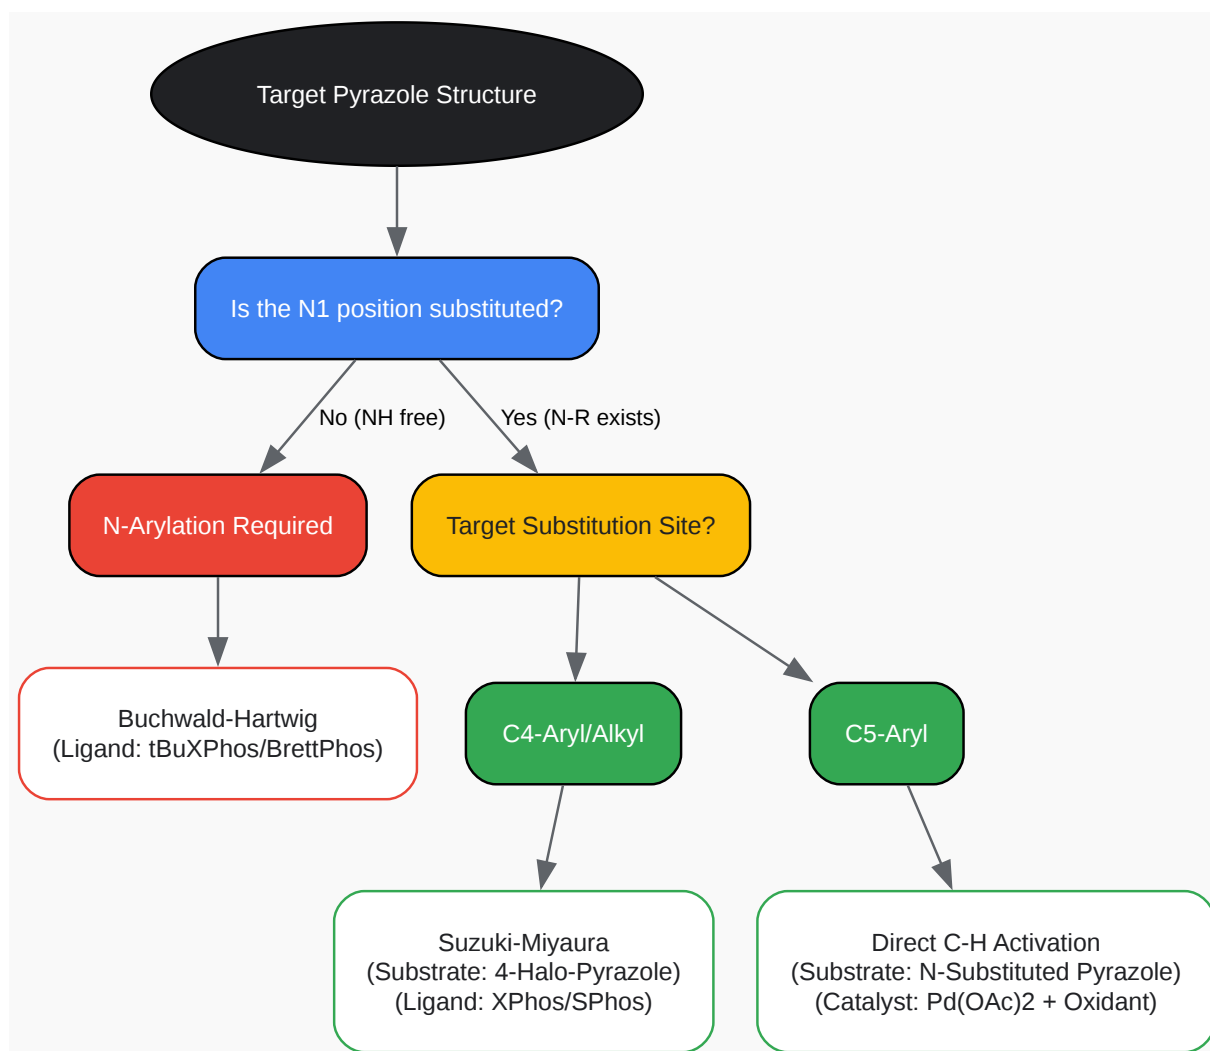 Target Pyrazole Structure
Is the N1 position substituted?
No (NH free)
Yes (N-R exists)
N-Arylation Required
Target Substitution Site?
Buchwald-Hartwig
(Ligand: tBuXPhos/BrettPhos)
C4-Aryl/Alkyl
C5-Aryl
Suzuki-Miyaura
(Substrate: 4-Halo-Pyrazole)
(Ligand: XPhos/SPhos)
Direct C-H Activation
(Substrate: N-Substituted Pyrazole)
(Catalyst: Pd(OAc)2 + Oxidant)